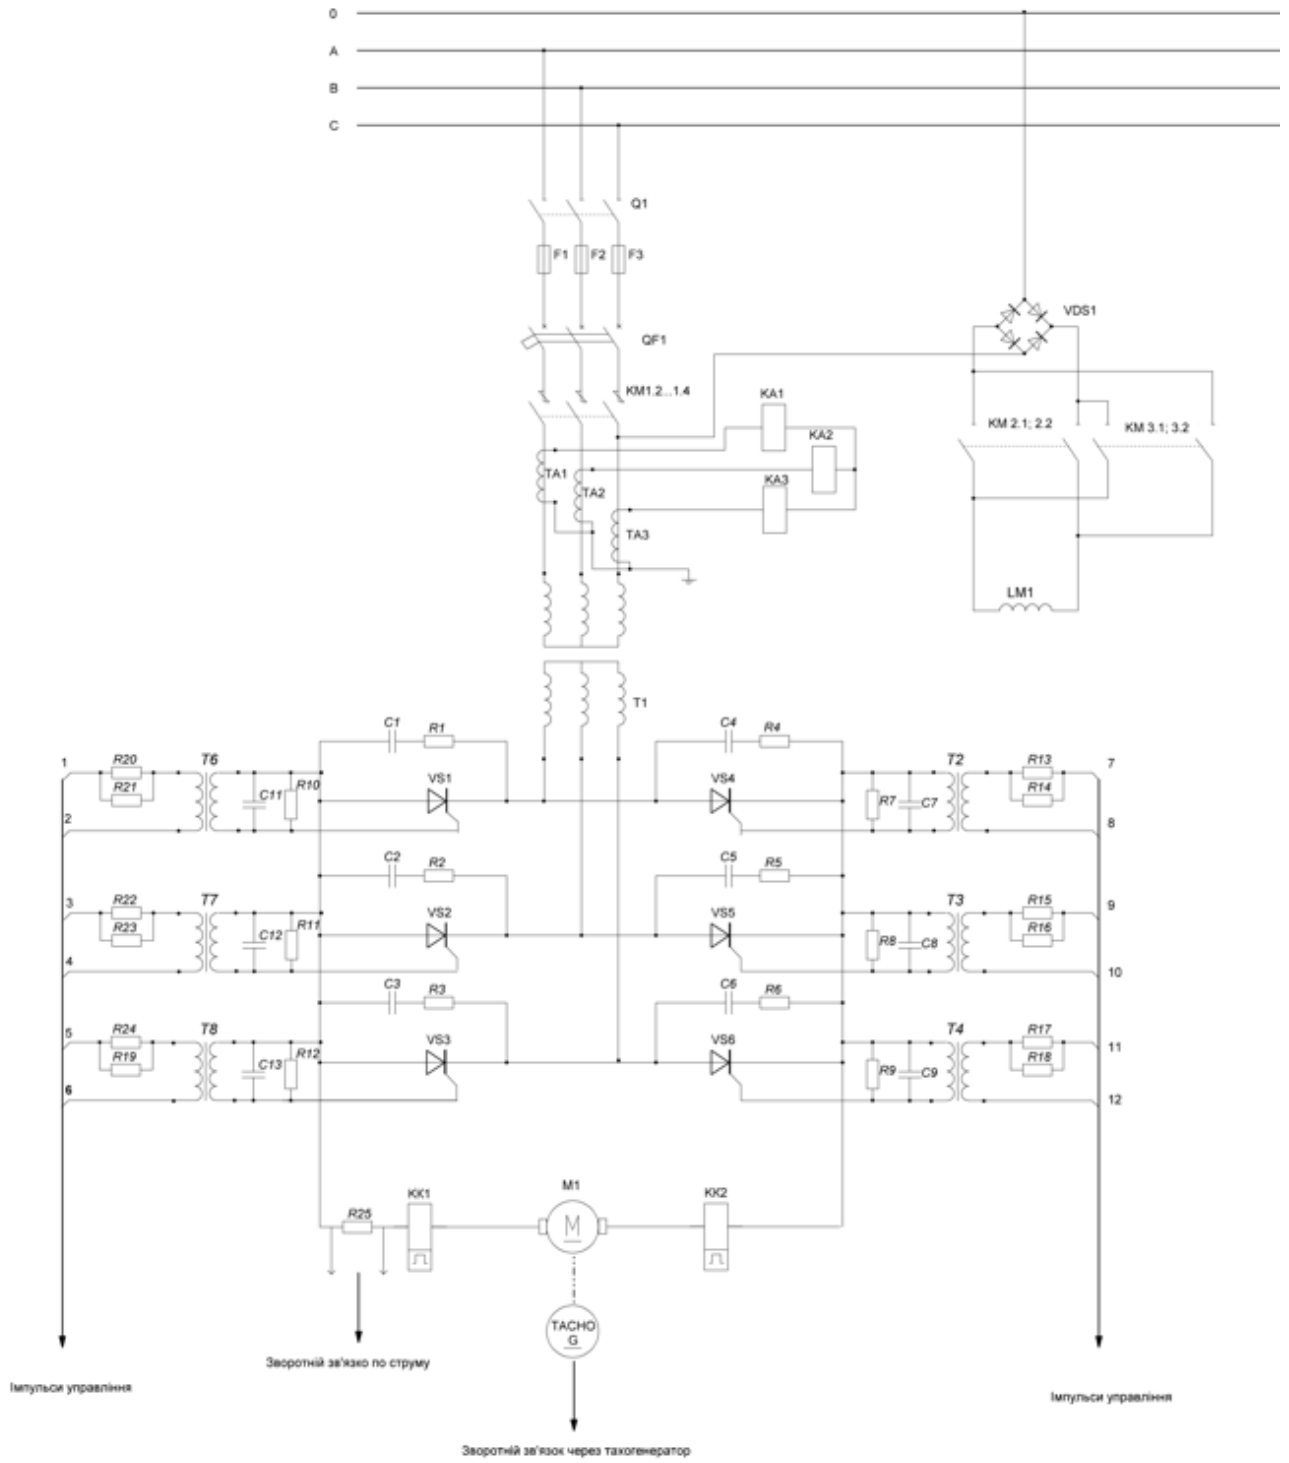 0
A
B
C
Q1
F1
F2
F3
QF1
VDS1
KM1.2...1.4
KA1
KA2
KA3
KM 2.1; 2.2
KM 3.1; 3.2
TA1
TA2
TA3
LM1
T1
C1
R1
C4
R4
1
R20
T6
VS1
VS4
T2
R13
7
R21
C11
R10
R7
C7
R14
2
8
C2
R2
C5
R5
3
R22
T7
VS2
VS5
T3
R15
9
R23
C12
R11
R8
C8
R16
4
10
C3
R3
C6
R6
5
R24
T8
VS3
VS6
T4
R17
11
R19
C13
R12
R9
C9
R18
6
12
R25
KK1
M1
KK2
M
TACHO
G
Зворотній зв'язко по струму
Імпульси управління
Імпульси управління
Зворотній зв'язок через тахогенератор